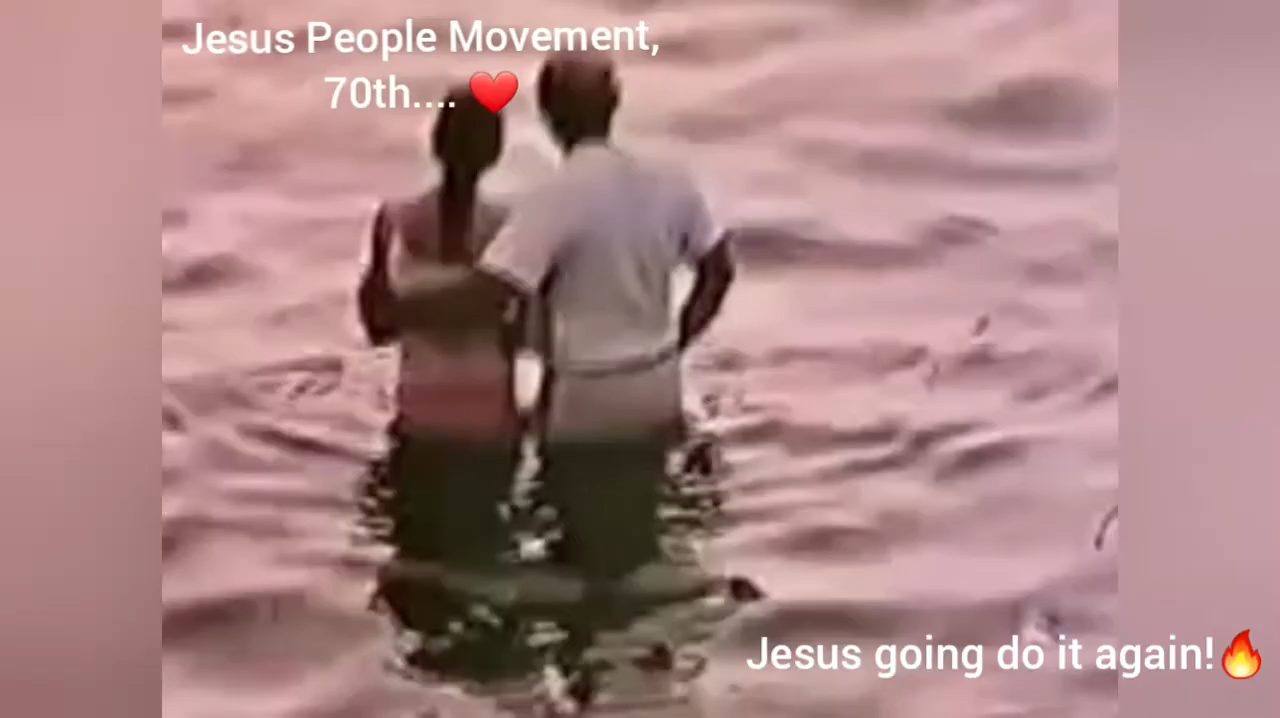 Jesus People Movement,
70th.... ❤️
Jesus going do it again!🔥